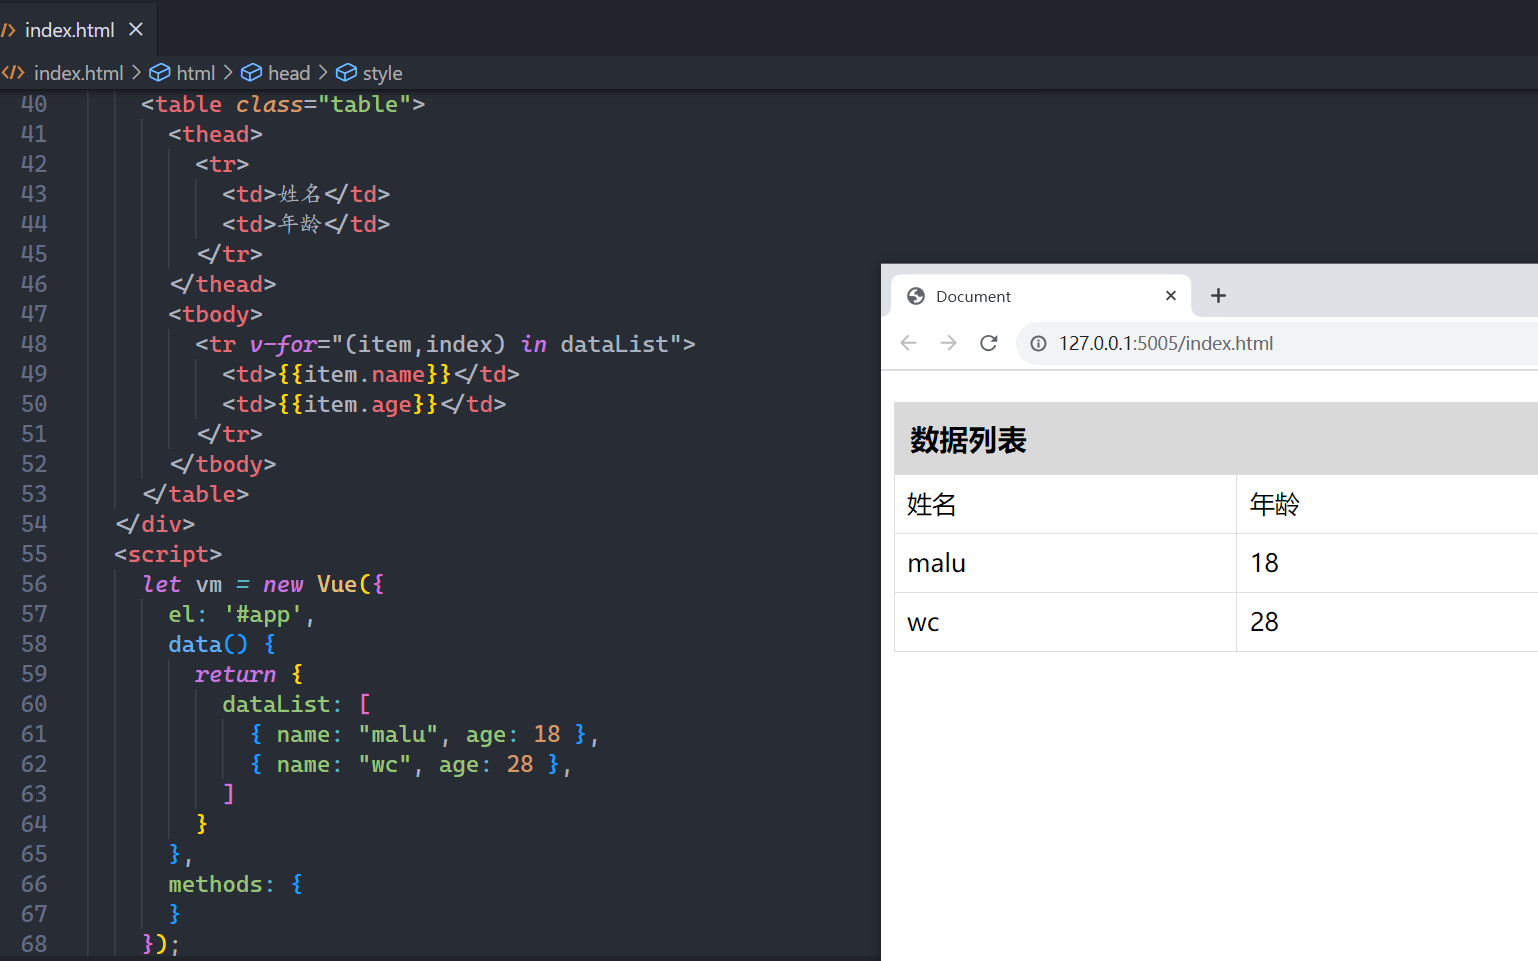 index.html
index.html > html > head > style
40 <table class="table">
41 <thead>
42 <tr>
43 <td>姓名</td>
44 <td>年龄</td>
45 </tr>
46 </thead>
47 <tbody>
48 <tr v-for="(item,index) in dataList">
49 <td>{{item.name}}</td>
50 <td>{{item.age}}</td>
51 </tr>
52 </tbody>
53 </table>
54 </div>
55 <script>
56 let vm = new Vue({
57 el: '#app',
58 data() {
59 return {
60 dataList: [
61 { name: "malu", age: 18 },
62 { name: "wc", age: 28 },
63 ]
64 }
65 },
66 methods: {
67 }
68 });
Document
127.0.0.1:5005/index.html
数据列表
姓名 年龄
malu 18
wc 28